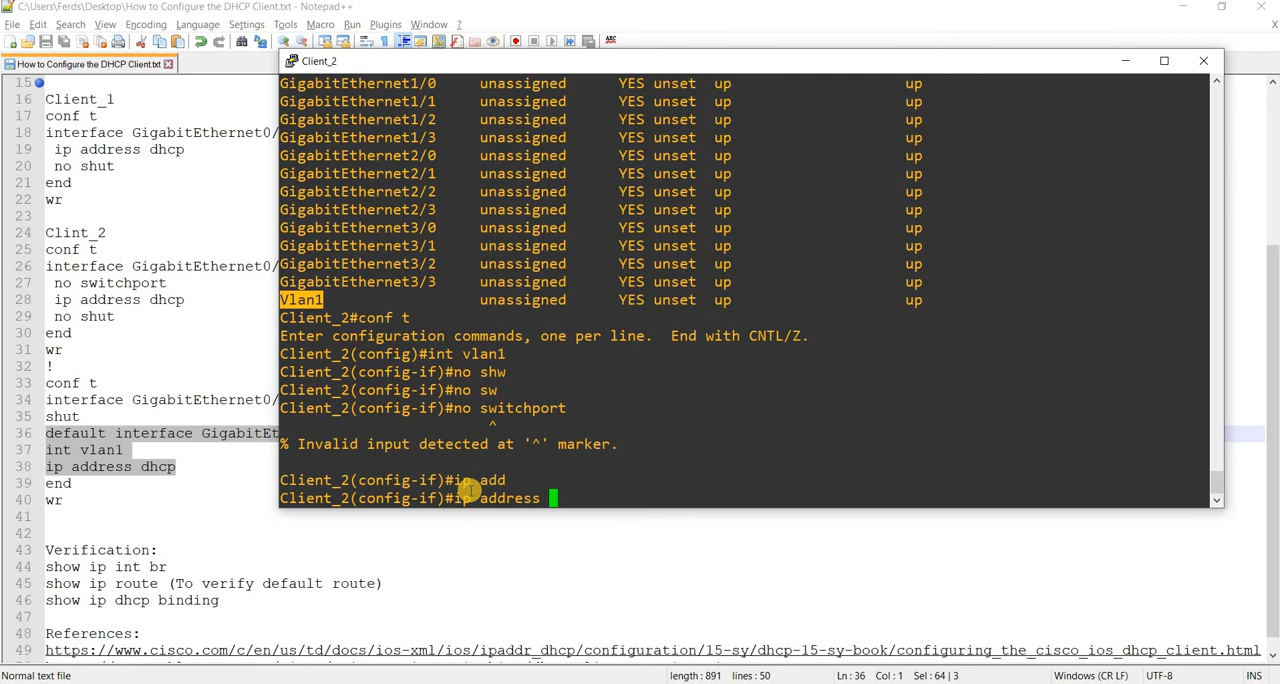 C:\Users\Ferds\Desktop\How to Configure the DHCP Client.txt - Notepad++
File Edit Search View Encoding Language Settings Tools Macro Run Plugins Window ?
X
ABC
How to Configure the DHCP Client.txt
Client_2
15
16 Client_1
17 conf t
18 interface GigabitEthernet0/
19 ip address dhcp
20 no shut
21 end
22 wr
23
24 Clint_2
25 conf t
26 interface GigabitEthernet0/
27 no switchport
28 ip address dhcp
29 no shut
30 end
31 wr
32 !
33 conf t
34 interface GigabitEthernet0/
35 shut
36 default interface GigabitEt
37 int vlan1
38 ip address dhcp
39 end
40 wr
41
42
43 Verification:
44 show ip int br
45 show ip route (To verify default route)
46 show ip dhcp binding
47
48 References:
49 https://www.cisco.com/c/en/us/td/docs/ios-xml/ios/ipaddr_dhcp/configuration/15-sy/dhcp-15-sy-book/configuring_the_cisco_ios_dhcp_client.html
GigabitEthernet1/0 unassigned YES unset up up
GigabitEthernet1/1 unassigned YES unset up up
GigabitEthernet1/2 unassigned YES unset up up
GigabitEthernet1/3 unassigned YES unset up up
GigabitEthernet2/0 unassigned YES unset up up
GigabitEthernet2/1 unassigned YES unset up up
GigabitEthernet2/2 unassigned YES unset up up
GigabitEthernet2/3 unassigned YES unset up up
GigabitEthernet3/0 unassigned YES unset up up
GigabitEthernet3/1 unassigned YES unset up up
GigabitEthernet3/2 unassigned YES unset up up
GigabitEthernet3/3 unassigned YES unset up up
Vlan1 unassigned YES unset up up
Client_2#conf t
Enter configuration commands, one per line. End with CNTL/Z.
Client_2(config)#int vlan1
Client_2(config-if)#no shw
Client_2(config-if)#no sw
Client_2(config-if)#no switchport
^
% Invalid input detected at '^' marker.
Client_2(config-if)#ip add
Client_2(config-if)#ip address
Normal text file length : 891 lines : 50 Ln : 36 Col : 1 Sel : 64 | 3 Windows (CR LF) UTF-8 INS